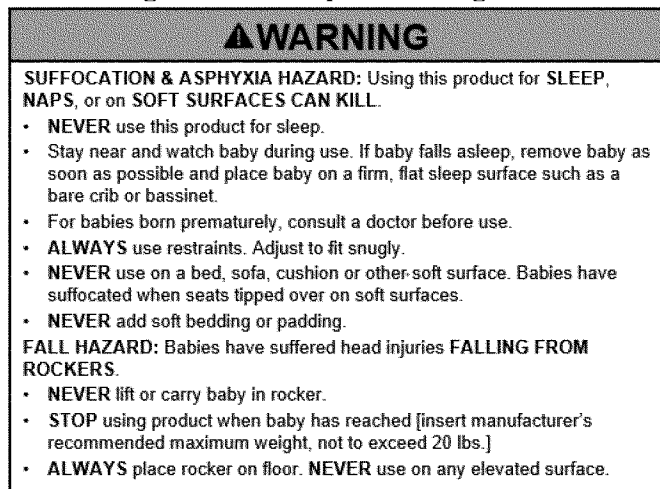 ⚠WARNING
SUFFOCATION & ASPHYXIA HAZARD: Using this product for SLEEP,
NAPS, or on SOFT SURFACES CAN KILL.
• NEVER use this product for sleep.
• Stay near and watch baby during use. If baby falls asleep, remove baby as
soon as possible and place baby on a firm, flat sleep surface such as a
bare crib or bassinet.
• For babies born prematurely, consult a doctor before use.
• ALWAYS use restraints. Adjust to fit snugly.
• NEVER use on a bed, sofa, cushion or other soft surface. Babies have
suffocated when seats tipped over on soft surfaces.
• NEVER add soft bedding or padding.
FALL HAZARD: Babies have suffered head injuries FALLING FROM
ROCKERS.
• NEVER lift or carry baby in rocker.
• STOP using product when baby has reached [insert manufacturer's
recommended maximum weight, not to exceed 20 lbs.]
• ALWAYS place rocker on floor. NEVER use on any elevated surface.